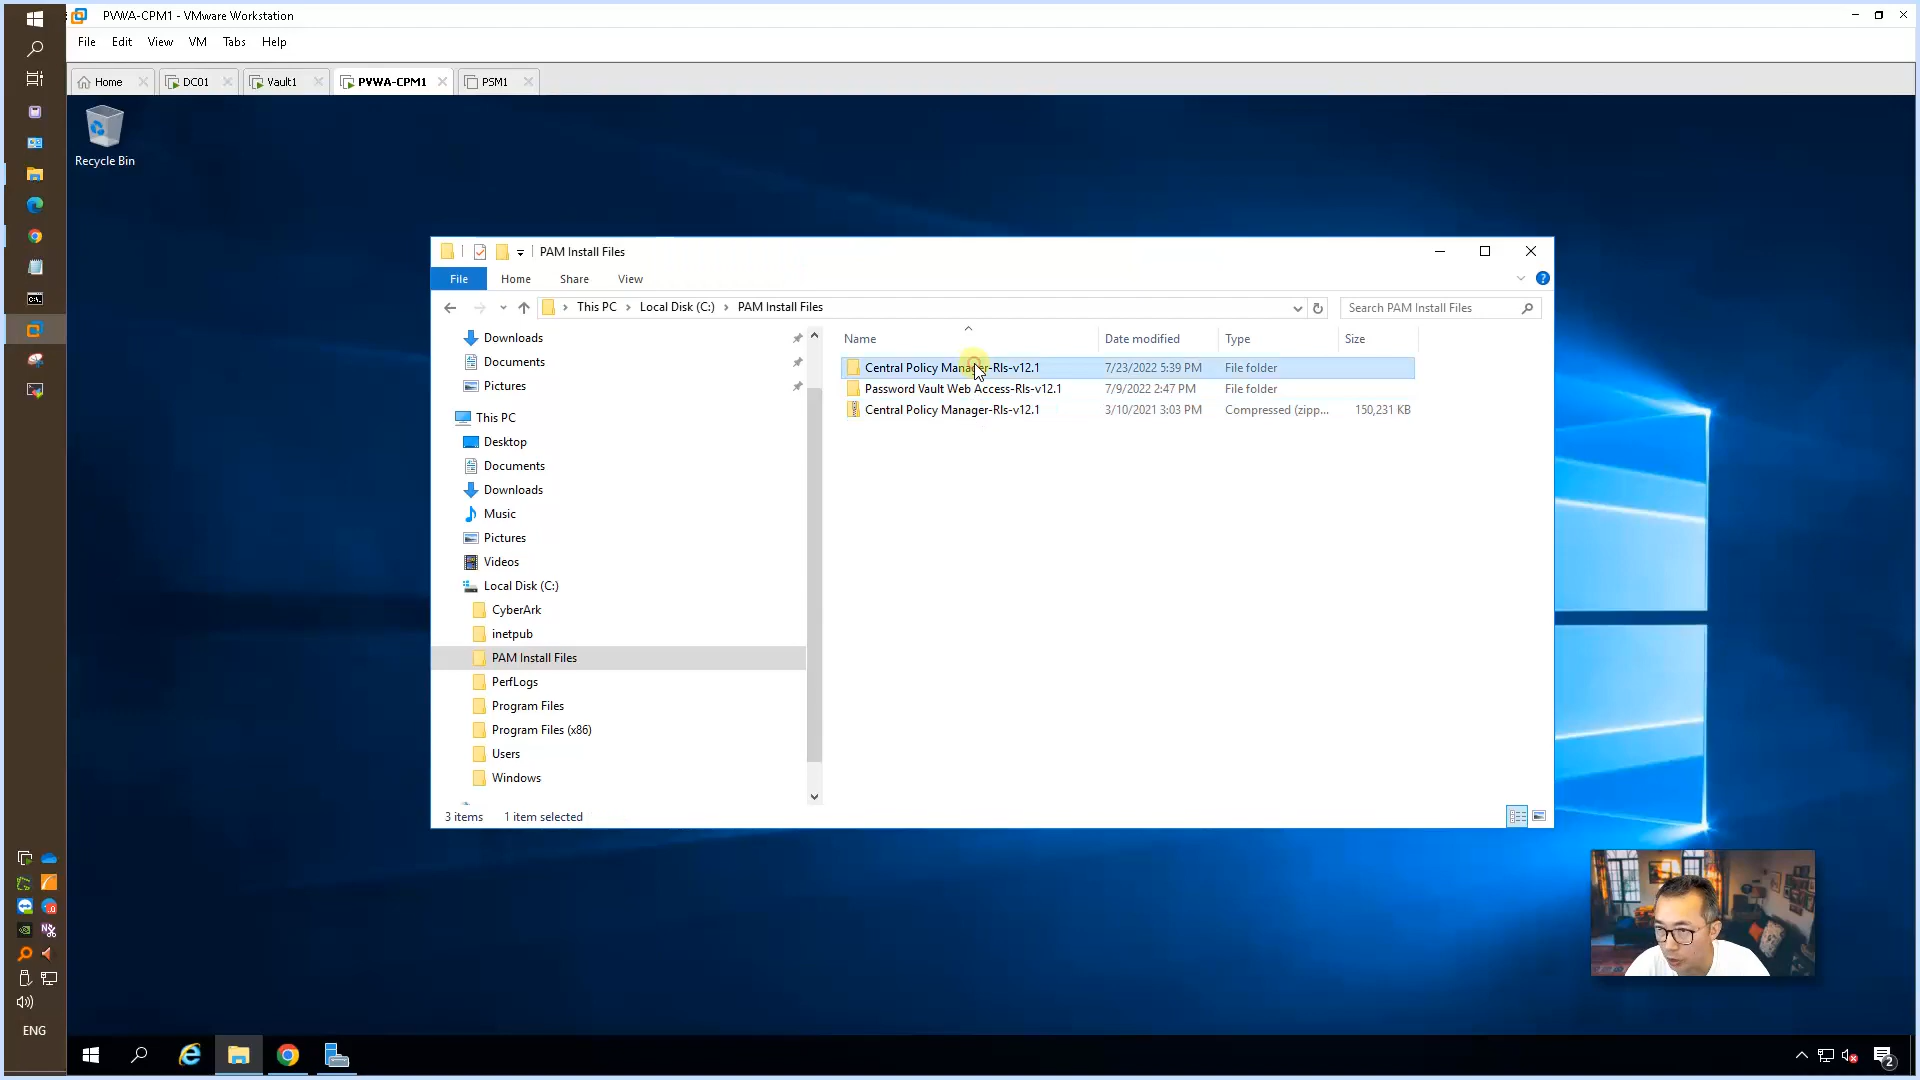 PVWA-CPM1 - VMware Workstation
File Edit View VM Tabs Help
Home DC01 Vault1 PVWA-CPM1 PSM1
Recycle Bin
PAM Install Files
File Home Share View
This PC Local Disk (C:) PAM Install Files
Search PAM Install Files
Name Date modified Type Size
Central Policy Manager-Rls-v12.1 7/23/2022 5:39 PM File folder
Password Vault Web Access-Rls-v12.1 7/9/2022 2:47 PM File folder
Central Policy Manager-Rls-v12.1 3/10/2021 3:03 PM Compressed (zipp... 150,231 KB
Downloads
Documents
Pictures
This PC
Desktop
Documents
Downloads
Music
Pictures
Videos
Local Disk (C:)
CyberArk
inetpub
PAM Install Files
PerfLogs
Program Files
Program Files (x86)
Users
Windows
3 items 1 item selected
ENG
2